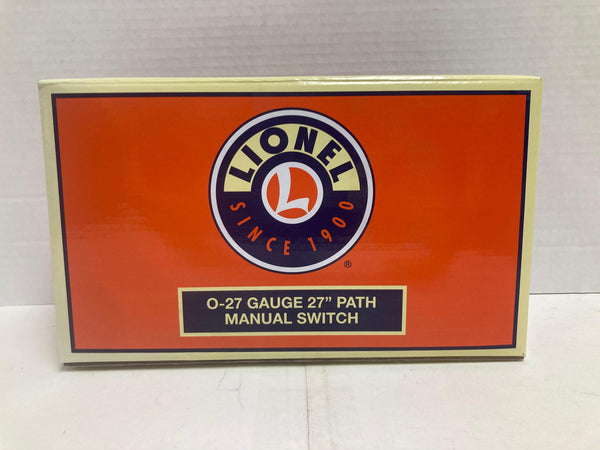 LIONEL
L
SINCE 1900
®
O-27 GAUGE 27” PATH
MANUAL SWITCH